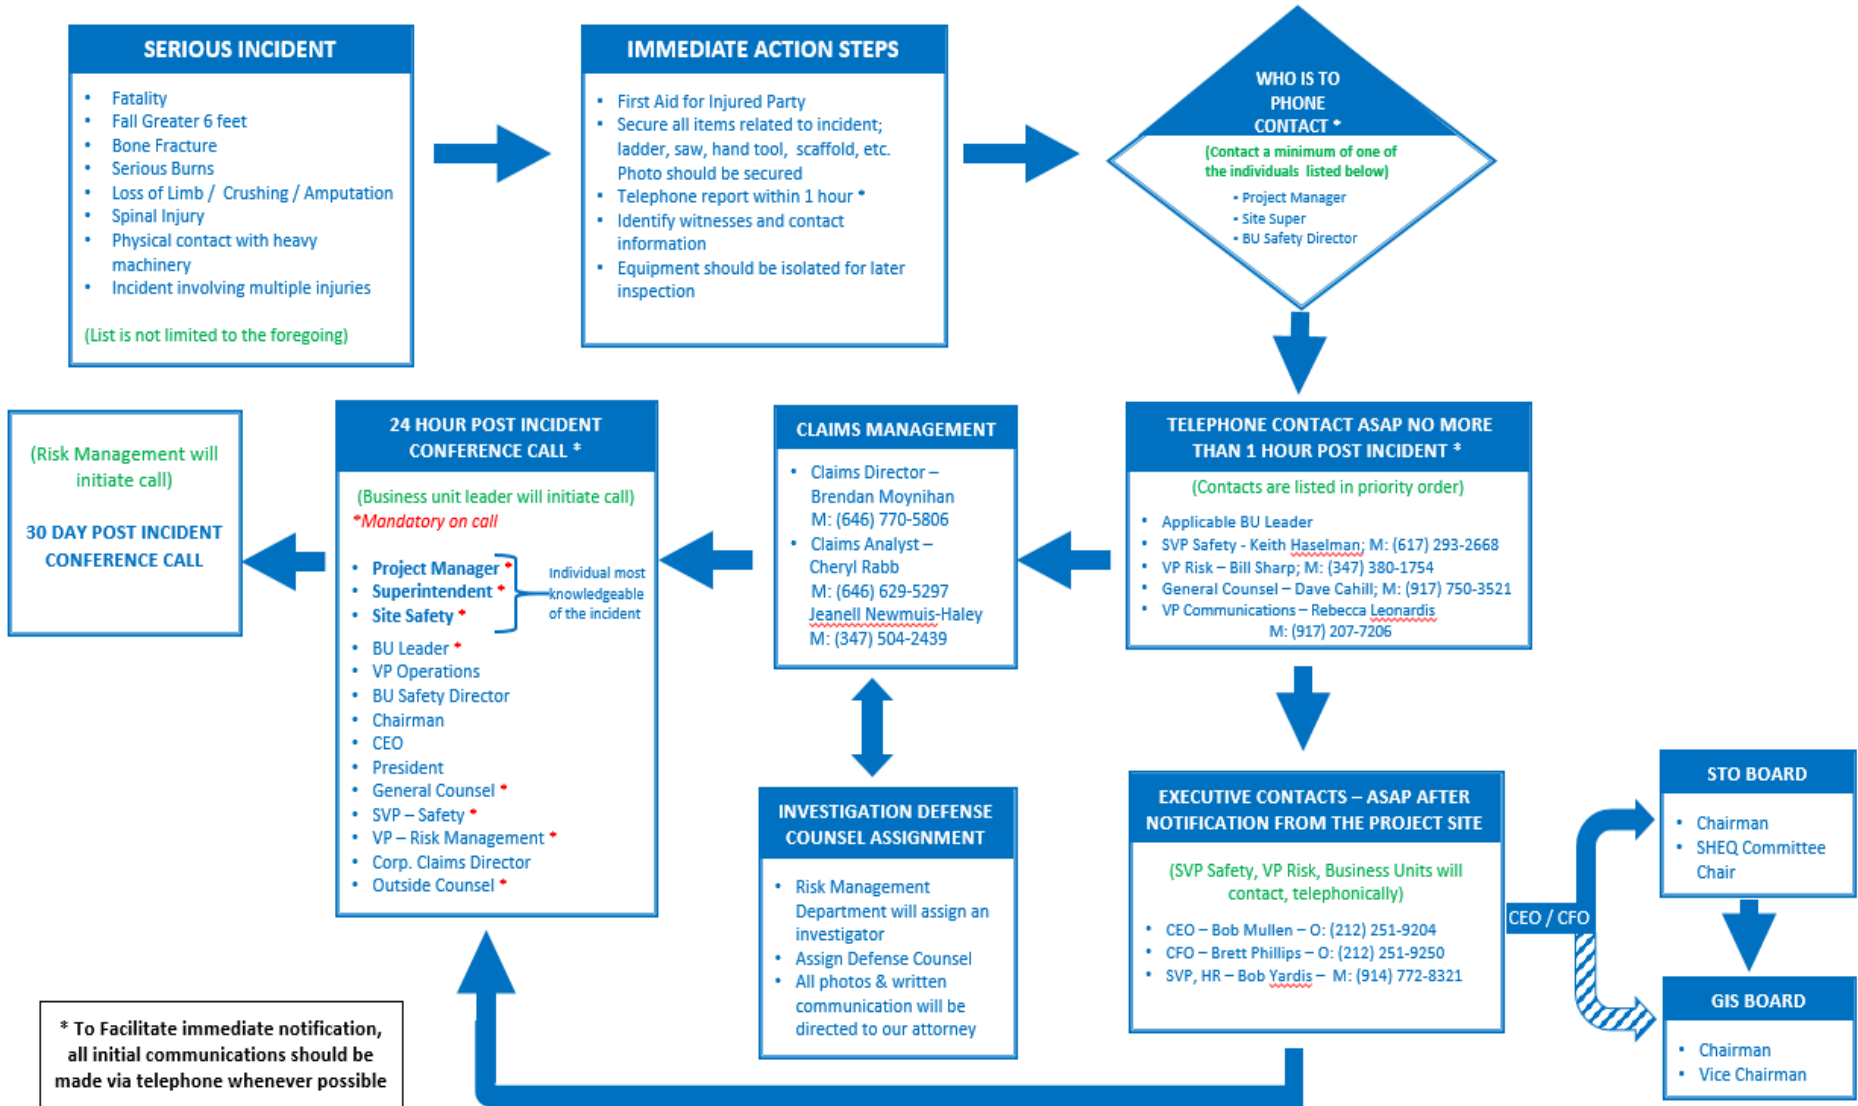 SERIOUS INCIDENT
• Fatality
• Fall Greater 6 feet
• Bone Fracture
• Serious Burns
• Loss of Limb / Crushing / Amputation
• Spinal Injury
• Physical contact with heavy
machinery
• Incident involving multiple injuries
(List is not limited to the foregoing)
IMMEDIATE ACTION STEPS
• First Aid for Injured Party
• Secure all items related to incident;
ladder, saw, hand tool, scaffold, etc.
Photo should be secured
• Telephone report within 1 hour *
• Identify witnesses and contact
information
• Equipment should be isolated for later
inspection
WHO IS TO
PHONE
CONTACT *
(Contact a minimum of one of
the individuals listed below)
• Project Manager
• Site Super
• BU Safety Director
TELEPHONE CONTACT ASAP NO MORE
THAN 1 HOUR POST INCIDENT *
(Contacts are listed in priority order)
• Applicable BU Leader
• SVP Safety - Keith Haselman; M: (617) 293-2668
• VP Risk – Bill Sharp; M: (347) 380-1754
• General Counsel – Dave Cahill; M: (917) 750-3521
• VP Communications – Rebecca Leonardis
M: (917) 207-7206
CLAIMS MANAGEMENT
• Claims Director –
Brendan Moynihan
M: (646) 770-5806
• Claims Analyst –
Cheryl Rabb
M: (646) 629-5297
Jeanell Newmuis-Haley
M: (347) 504-2439
24 HOUR POST INCIDENT
CONFERENCE CALL *
(Business unit leader will initiate call)
*Mandatory on call
• Project Manager *
• Superintendent *
• Site Safety *
Individual most
knowledgeable
of the incident
• BU Leader *
• VP Operations
• BU Safety Director
• Chairman
• CEO
• President
• General Counsel *
• SVP – Safety *
• VP – Risk Management *
• Corp. Claims Director
• Outside Counsel *
(Risk Management will
initiate call)
30 DAY POST INCIDENT
CONFERENCE CALL
INVESTIGATION DEFENSE
COUNSEL ASSIGNMENT
• Risk Management
Department will assign an
investigator
• Assign Defense Counsel
• All photos & written
communication will be
directed to our attorney
EXECUTIVE CONTACTS – ASAP AFTER
NOTIFICATION FROM THE PROJECT SITE
(SVP Safety, VP Risk, Business Units will
contact, telephonically)
• CEO – Bob Mullen – O: (212) 251-9204
• CFO – Brett Phillips – O: (212) 251-9250
• SVP, HR – Bob Yardis – M: (914) 772-8321
CEO / CFO
STO BOARD
• Chairman
• SHEQ Committee
Chair
GIS BOARD
• Chairman
• Vice Chairman
* To Facilitate immediate notification,
all initial communications should be
made via telephone whenever possible